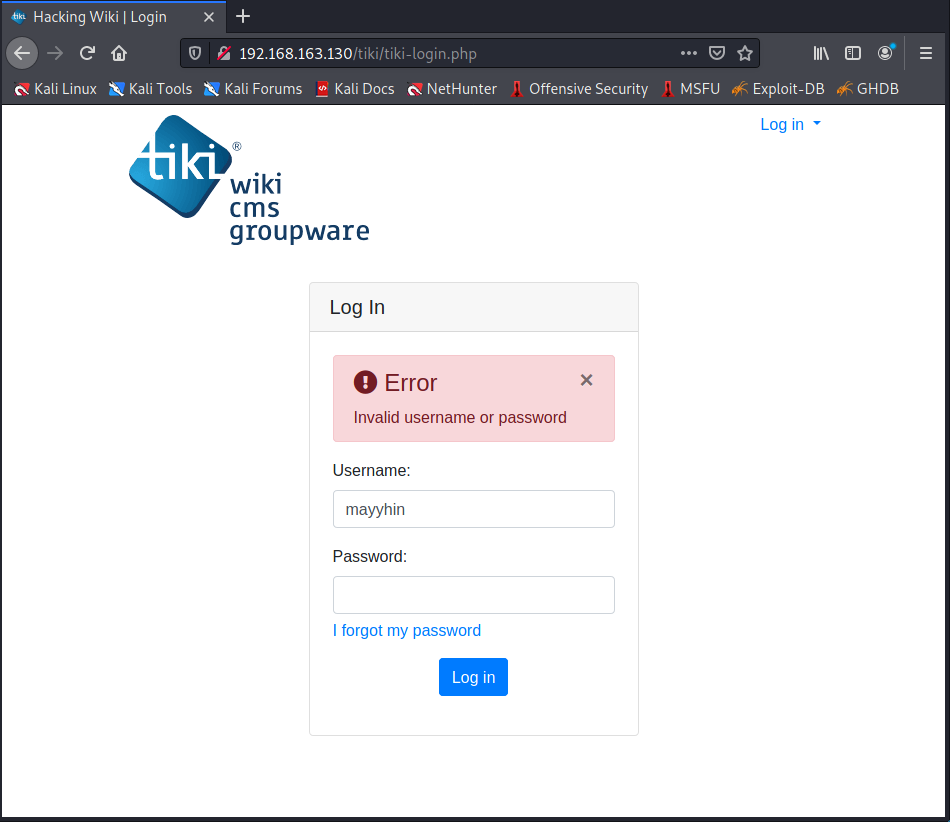 Hacking Wiki | Login
192.168.163.130/tiki/tiki-login.php
Kali Linux Kali Tools Kali Forums Kali Docs NetHunter Offensive Security MSFU Exploit-DB GHDB
Log in
tiki®
wiki
cms
groupware
Log In
Error
Invalid username or password
Username:
mayyhin
Password:
I forgot my password
Log in